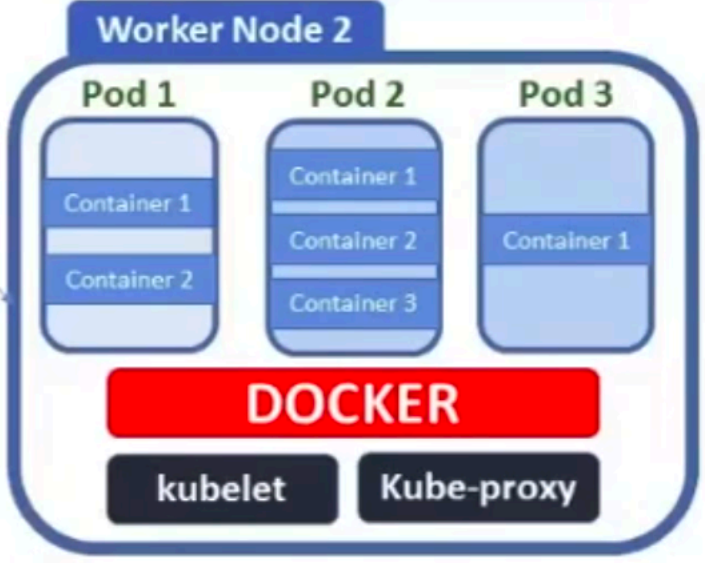 Worker Node 2
Pod 1
Container 1
Container 2
Pod 2
Container 1
Container 2
Container 3
Pod 3
Container 1
DOCKER
kubelet
Kube-proxy